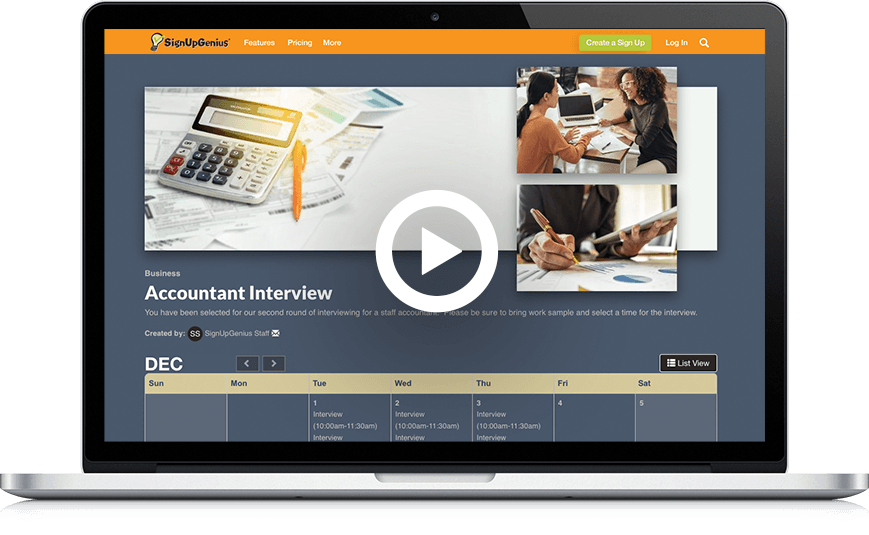 SignUpGenius Features Pricing More Create a Sign Up Log In
Business
Accountant Interview
You have been selected for our second round of interviewing for a staff accountant. Please be sure to bring work sample and select a time for the interview.
Created by: SS SignUpGenius Staff
DEC List View
Sun Mon Tue Wed Thu Fri Sat
1 2 3 4 5
Interview Interview Interview
(10:00am-11:30am) (10:00am-11:30am) (10:00am-11:30am)
Interview Interview Interview